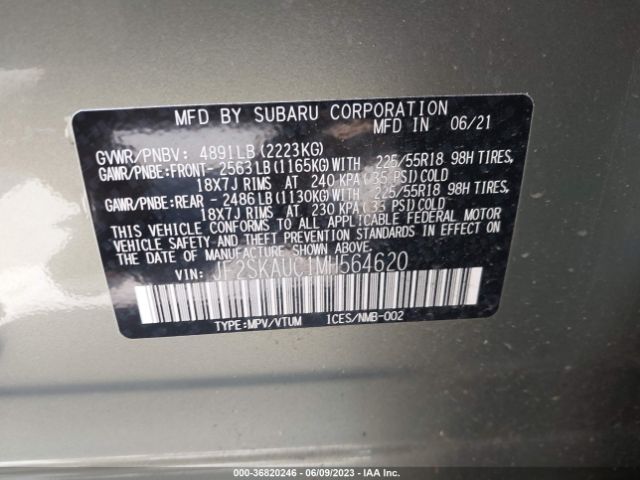 MFD BY SUBARU CORPORATION
MFD IN 06/21
GVWR/PNBV: 4891LB(2223KG)
GAWR/PNBE:FRONT-2563LB(1165KG)WITH 225/55R18 98H TIRES,
18X7J RIMS AT 240 KPA(35 PSI)COLD
GAWR/PNBE:REAR -2486LB(1130KG)WITH 225/55R18 98H TIRES,
18X7J RIMS AT 230 KPA(33 PSI)COLD
THIS VEHICLE CONFORMS TO ALL APPLICABLE FEDERAL MOTOR
VEHICLE SAFETY AND THEFT PREVENTION STANDARDS IN EFFECT ON
THE DATE OF MANUFACTURE SHOWN ABOVE.
VIN: JF2SKAUC1MH564620
TYPE:MPV/VTUM ICES/NMB-002
000-36820246 - 06/09/2023 - IAA Inc.